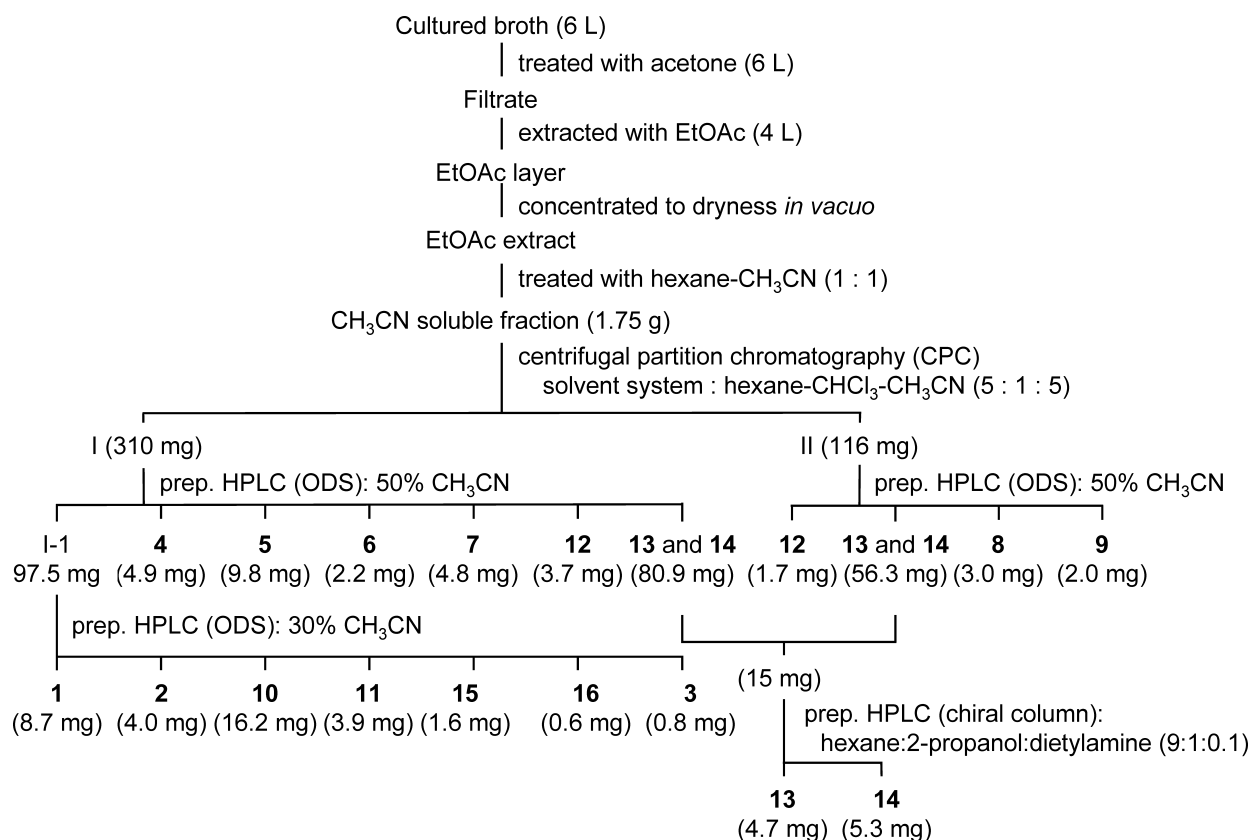 Cultured broth (6 L)
treated with acetone (6 L)
Filtrate
extracted with EtOAc (4 L)
EtOAc layer
concentrated to dryness in vacuo
EtOAc extract
treated with hexane-CH₃CN (1 : 1)
CH₃CN soluble fraction (1.75 g)
centrifugal partition chromatography (CPC)
solvent system : hexane-CHCl₃-CH₃CN (5 : 1 : 5)
I (310 mg) II (116 mg)
prep. HPLC (ODS): 50% CH₃CN prep. HPLC (ODS): 50% CH₃CN
I-1 4 5 6 7 12 13 and 14 12 13 and 14 8 9
97.5 mg (4.9 mg) (9.8 mg) (2.2 mg) (4.8 mg) (3.7 mg) (80.9 mg) (1.7 mg) (56.3 mg) (3.0 mg) (2.0 mg)
prep. HPLC (ODS): 30% CH₃CN
1 2 10 11 15 16 3
(8.7 mg) (4.0 mg) (16.2 mg) (3.9 mg) (1.6 mg) (0.6 mg) (0.8 mg)
(15 mg)
prep. HPLC (chiral column):
hexane:2-propanol:dietylamine (9:1:0.1)
13 14
(4.7 mg) (5.3 mg)